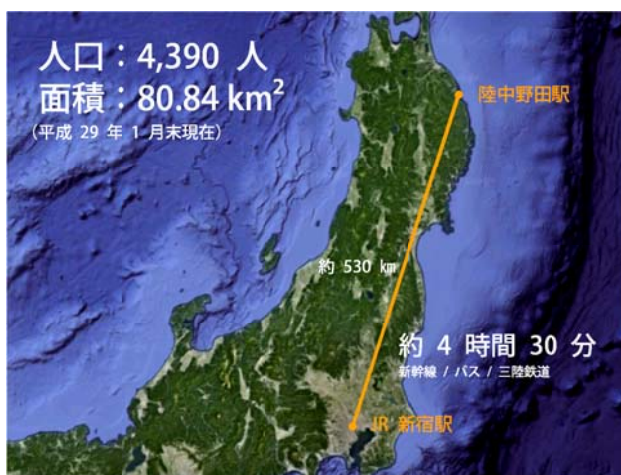 人口：4,390 人
面積：80.84 km²
（平成 29 年 1 月末現在）
陸中野田駅
約 530 ㎞
約 4 時間 30 分
新幹線 / バス / 三陸鉄道
JR 新宿駅